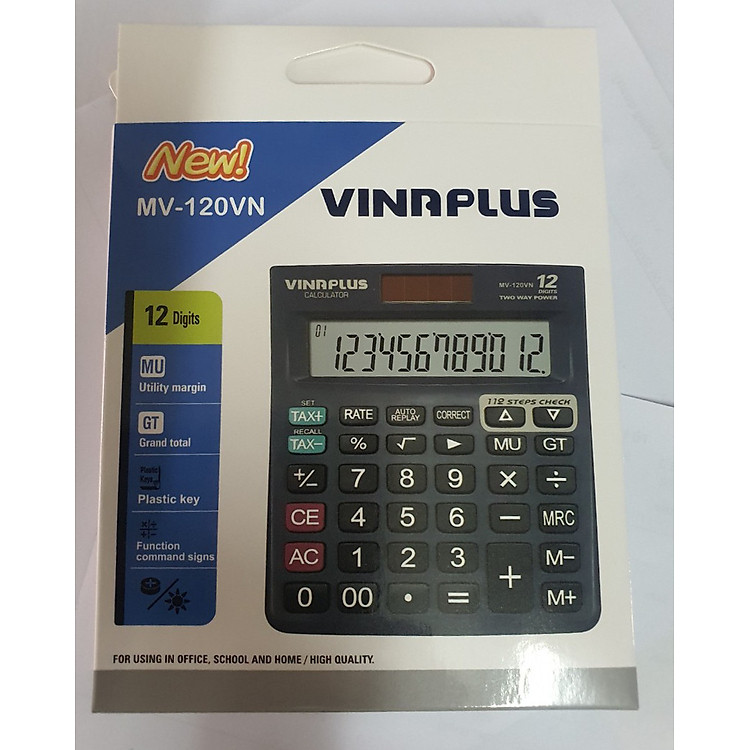 New!
MV-120VN
VINAPLUS
12 Digits
MU
Utility margin
GT
Grand total
Plastic
Keys
Plastic key
Function
command signs
VINAPLUS
CALCULATOR
MV-120VN 12
DIGITS
TWO WAY POWER
01
123456789012.
SET
112 STEPS CHECK
TAX+ RATE AUTO REPLAY CORRECT △ ▽
RECALL
TAX− % √ ► MU GT
+/− 7 8 9 × ÷
CE 4 5 6 − MRC
AC 1 2 3 + M−
0 00 • = M+
FOR USING IN OFFICE, SCHOOL AND HOME / HIGH QUALITY.